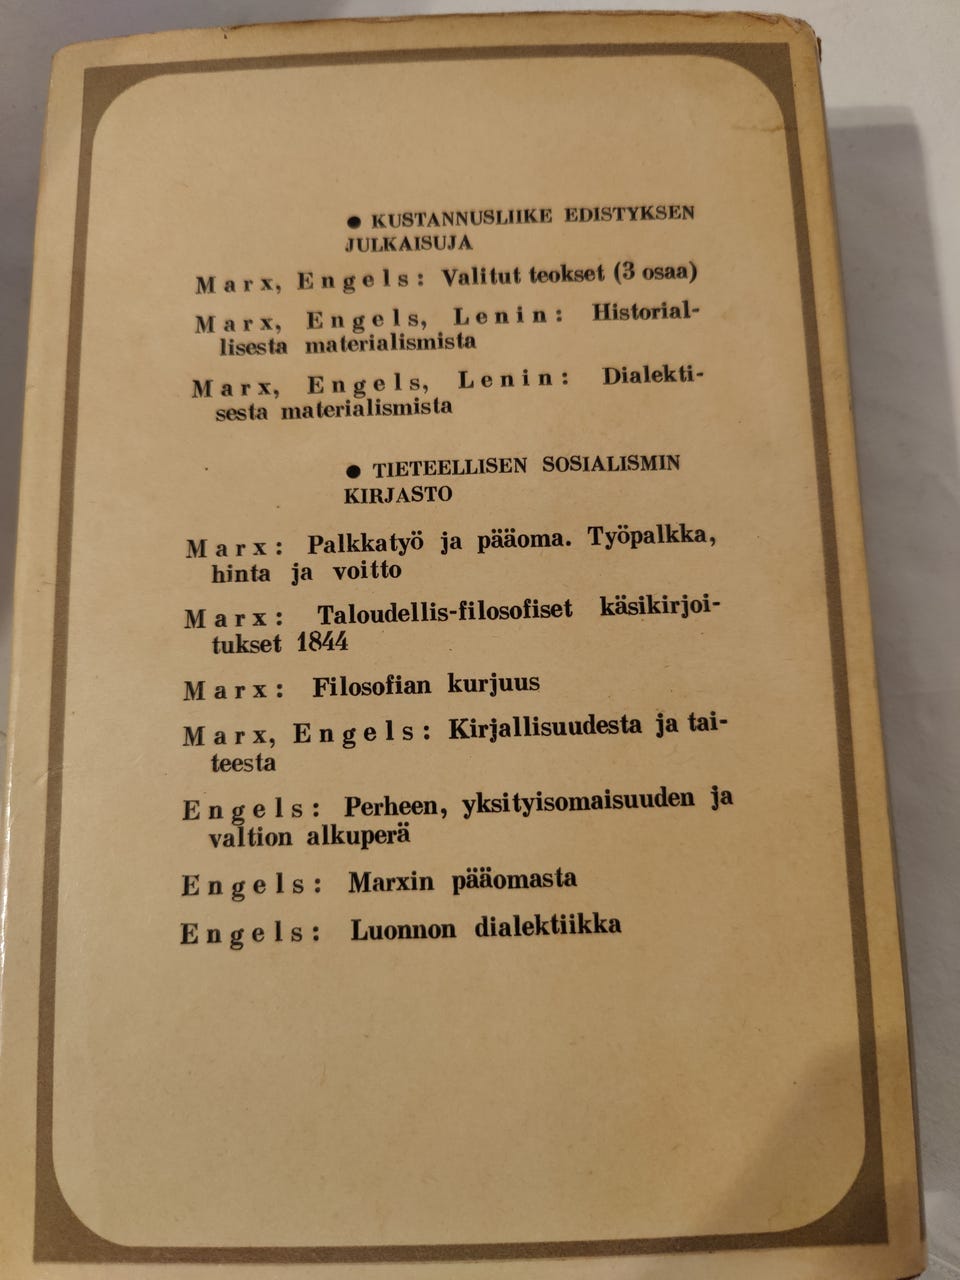 ● KUSTANNUSLIIKE EDISTYKSEN
JULKAISUJA
Marx, Engels: Valitut teokset (3 osaa)
Marx, Engels, Lenin: Historial-
lisesta materialismista
Marx, Engels, Lenin: Dialekti-
sesta materialismista
● TIETEELLISEN SOSIALISMIN
KIRJASTO
Marx: Palkkatyö ja pääoma. Työpalkka,
hinta ja voitto
Marx: Taloudellis-filosofiset käsikirjoi-
tukset 1844
Marx: Filosofian kurjuus
Marx, Engels: Kirjallisuudesta ja tai-
teesta
Engels: Perheen, yksityisomaisuuden ja
valtion alkuperä
Engels: Marxin pääomasta
Engels: Luonnon dialektiikka